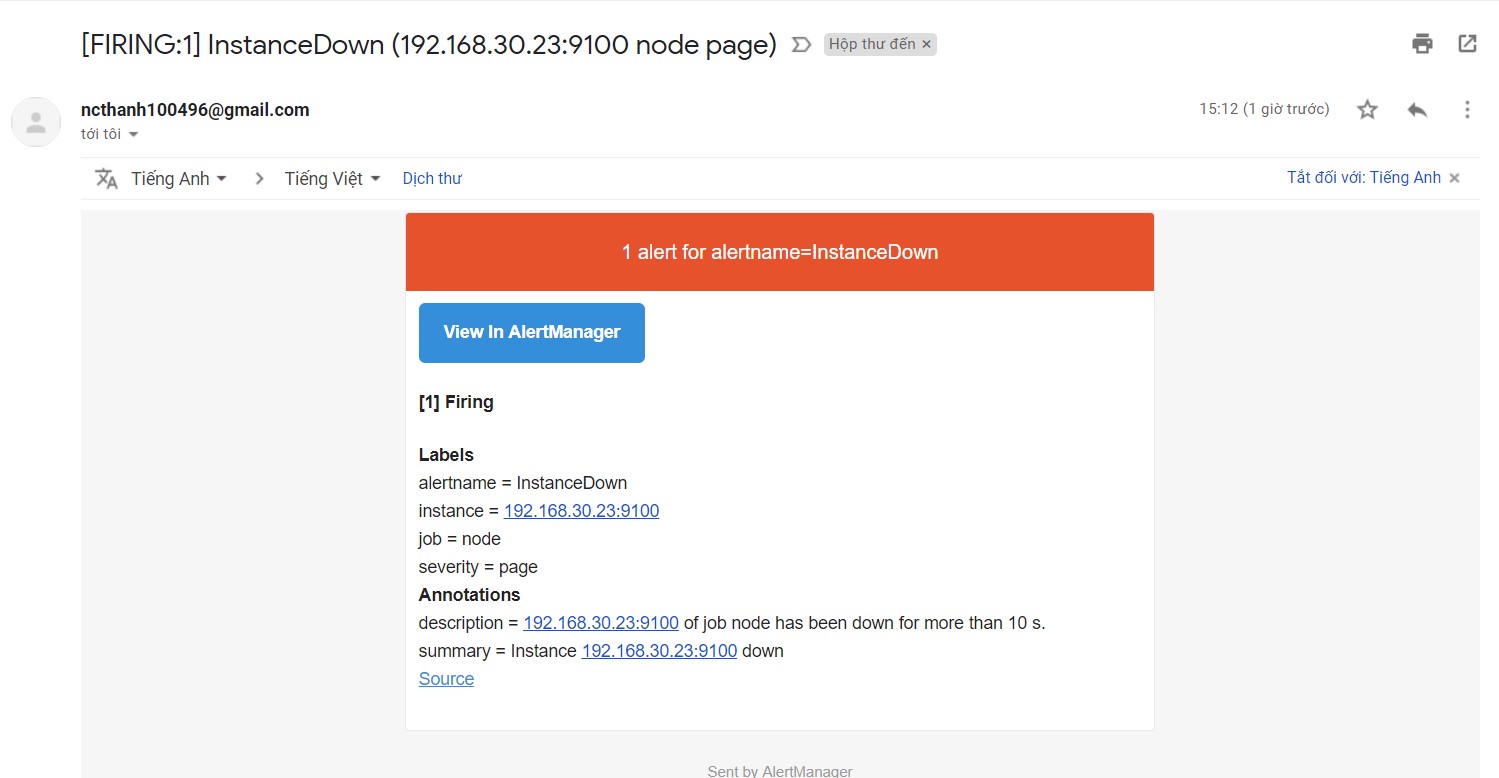 [FIRING:1] InstanceDown (192.168.30.23:9100 node page) Hộp thư đến ×
ncthanh100496@gmail.com 15:12 (1 giờ trước)
tới tôi
Tiếng Anh > Tiếng Việt Dịch thư Tắt đối với: Tiếng Anh ×
1 alert for alertname=InstanceDown
View In AlertManager
[1] Firing
Labels
alertname = InstanceDown
instance = 192.168.30.23:9100
job = node
severity = page
Annotations
description = 192.168.30.23:9100 of job node has been down for more than 10 s.
summary = Instance 192.168.30.23:9100 down
Source
Sent by AlertManager